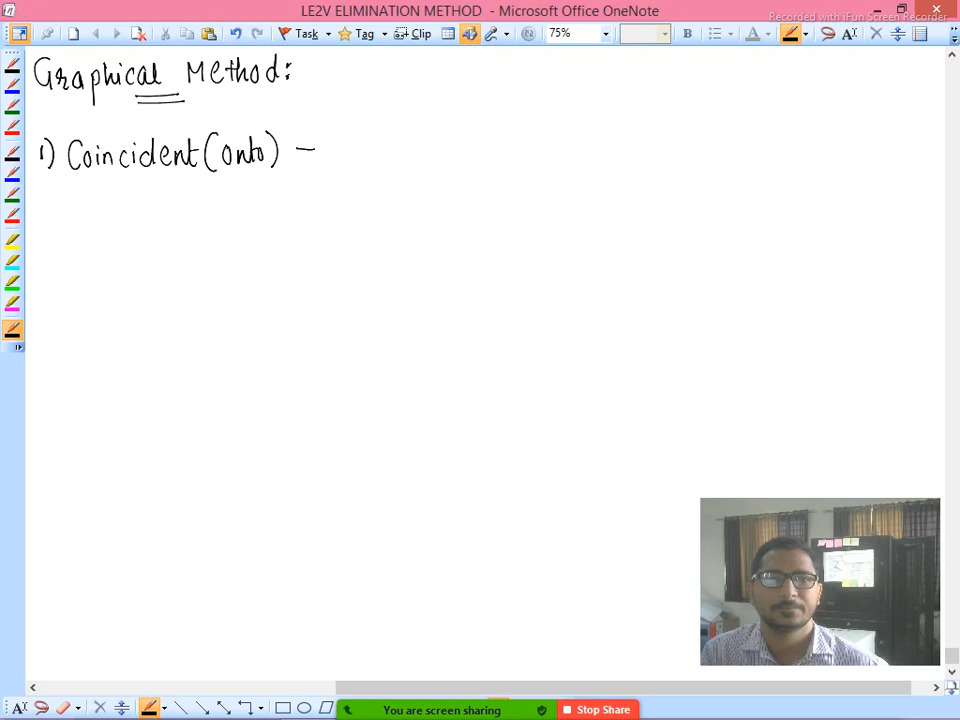 LE2V ELIMINATION METHOD - Microsoft Office OneNote
Recorded with iFun Screen Recorder
Task Tag Clip 75% B A A
Graphical Method:
1) Coincident (onto) —
A You are screen sharing Stop Share